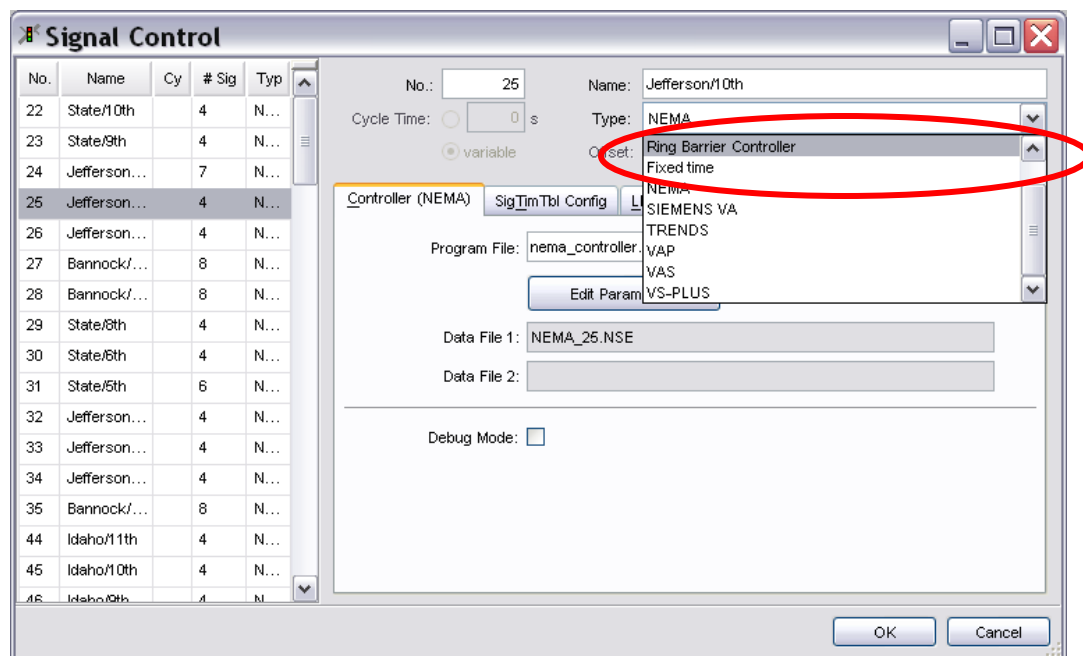 Signal Control
No. Name Cy # Sig Typ
22 State/10th 4 N...
23 State/9th 4 N...
24 Jefferson... 7 N...
25 Jefferson... 4 N...
26 Jefferson... 4 N...
27 Bannock/... 8 N...
28 Bannock/... 8 N...
29 State/8th 4 N...
30 State/6th 4 N...
31 State/5th 6 N...
32 Jefferson... 4 N...
33 Jefferson... 4 N...
34 Jefferson... 4 N...
35 Bannock/... 8 N...
44 Idaho/11th 4 N...
45 Idaho/10th 4 N...
46 Idaho/9th 4 N
No.: 25 Name: Jefferson/10th
Cycle Time: 0 s Type: NEMA
variable Offset:
Ring Barrier Controller
Fixed time
NEMA
SIEMENS VA
TRENDS
VAP
VAS
VS-PLUS
Controller (NEMA) SigTimTbl Config
Program File: nema_controller.
Edit Param
Data File 1: NEMA_25.NSE
Data File 2:
Debug Mode:
OK Cancel